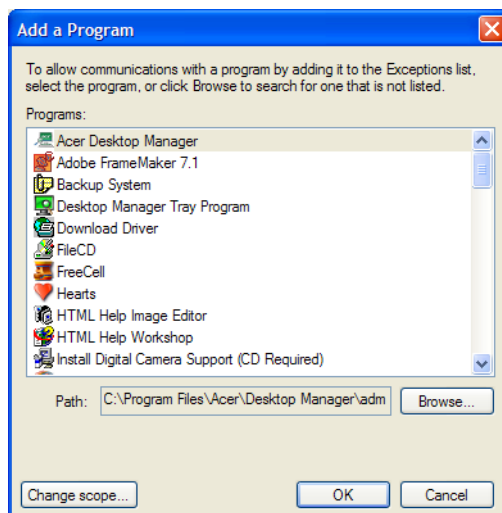 Add a Program
To allow communications with a program by adding it to the Exceptions list,
select the program, or click Browse to search for one that is not listed.
Programs:
Acer Desktop Manager
Adobe FrameMaker 7.1
Backup System
Desktop Manager Tray Program
Download Driver
FileCD
FreeCell
Hearts
HTML Help Image Editor
HTML Help Workshop
Install Digital Camera Support (CD Required)
Path: C:\Program Files\Acer\Desktop Manager\adm Browse...
Change scope... OK Cancel